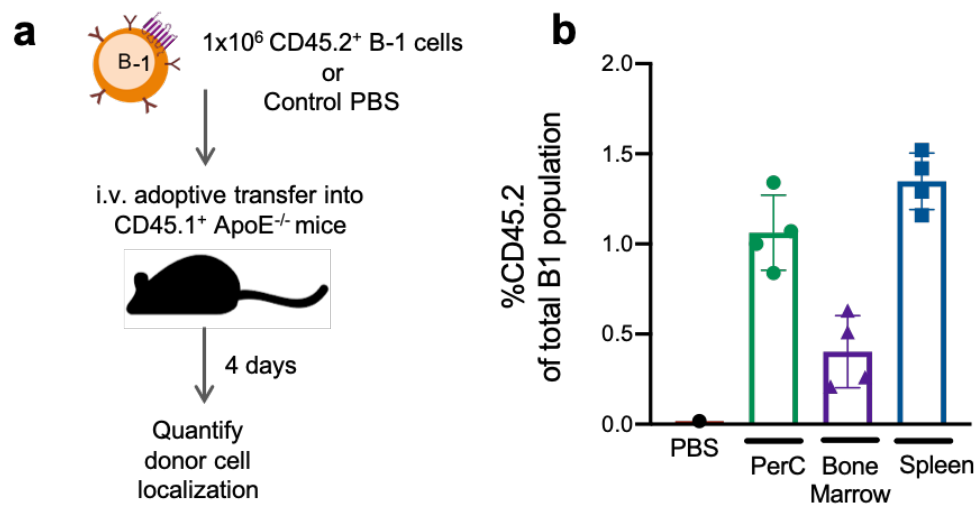 a
B-1
1x10⁶ CD45.2⁺ B-1 cells
or
Control PBS
i.v. adoptive transfer into
CD45.1⁺ ApoE⁻/⁻ mice
4 days
Quantify
donor cell
localization
b
%CD45.2
of total B1 population
2.0
1.5
1.0
0.5
0.0
PBS
PerC
Bone
Marrow
Spleen